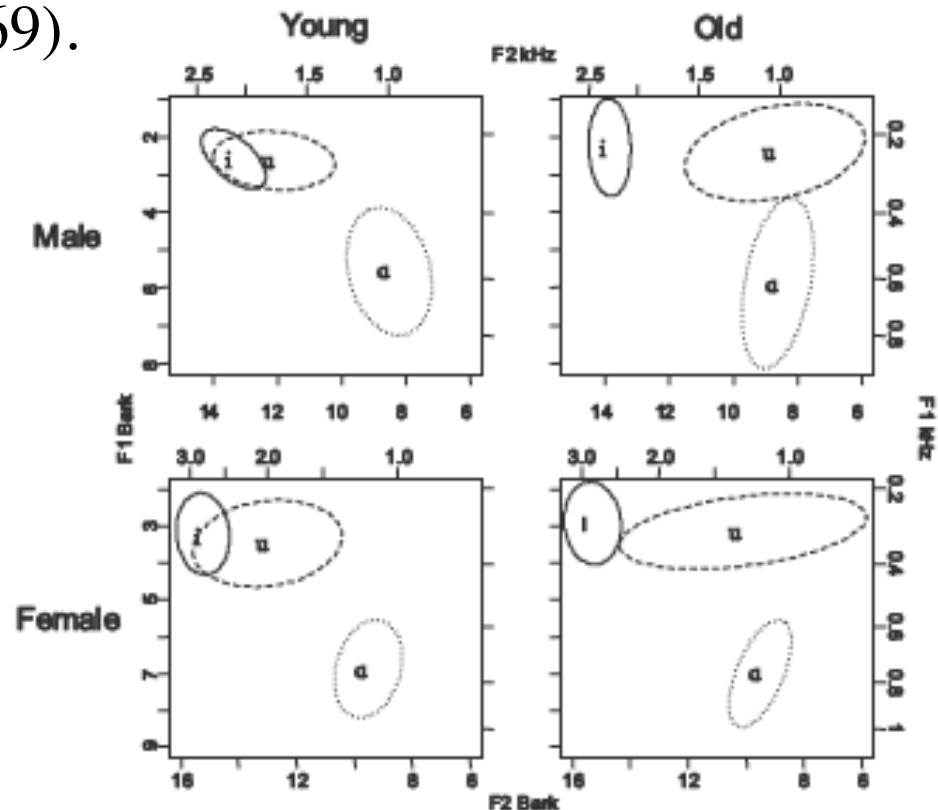 69).
Young Old
F2 kHz
2.5 1.5 1.0 2.5 1.5 1.0
2 i u i u 0.2
4 0.4
Male
6 a a 0.6
8 0.8
14 12 10 8 6 14 12 10 8 6
F1 Bark F1 kHz
3.0 2.0 1.0 3.0 2.0 1.0
0.2
3 u i u
0.4
5
Female 0.6
7 a a 0.8
9 1
16 12 8 6 16 12 8 6
F2 Bark